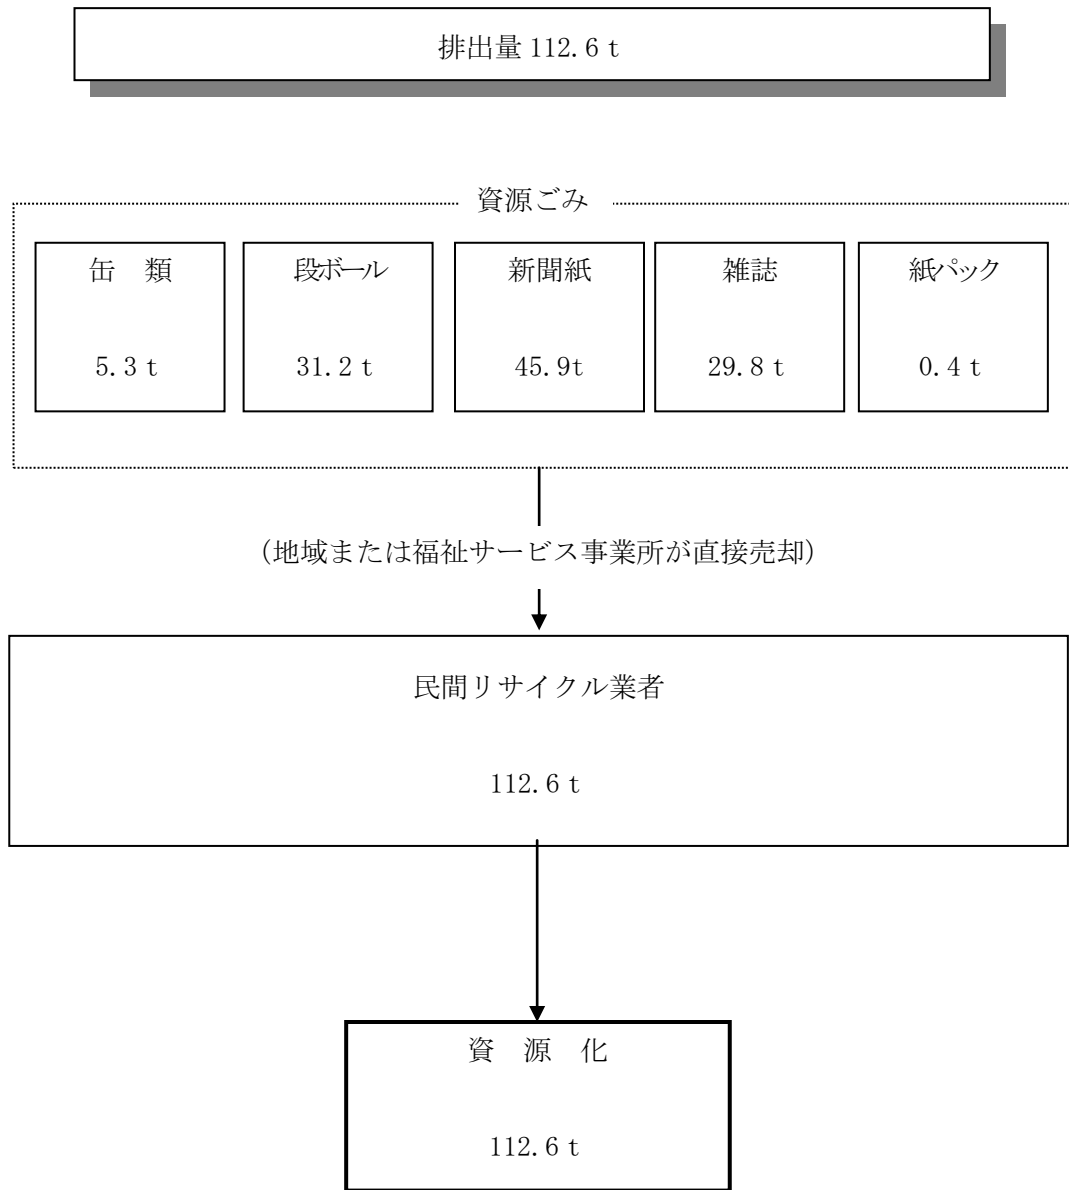 排出量 112.6 t
資源ごみ
缶　類
段ボール
新聞紙
雑誌
紙パック
5.3 t
31.2 t
45.9t
29.8 t
0.4 t
（地域または福祉サービス事業所が直接売却）
民間リサイクル業者
112.6 t
資　源　化
112.6 t